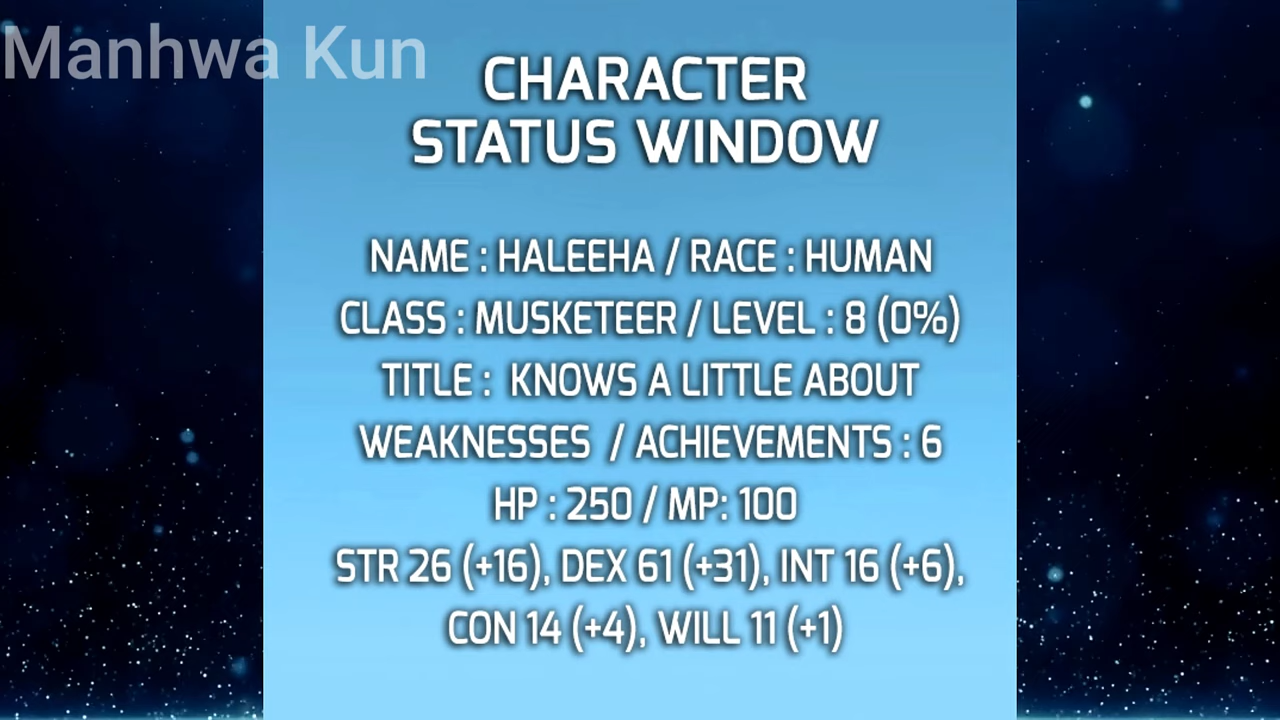 Manhwa Kun
CHARACTER
STATUS WINDOW
NAME : HALEEHA / RACE : HUMAN
CLASS : MUSKETEER / LEVEL : 8 (0%)
TITLE : KNOWS A LITTLE ABOUT
WEAKNESSES / ACHIEVEMENTS : 6
HP : 250 / MP: 100
STR 26 (+16), DEX 61 (+31), INT 16 (+6),
CON 14 (+4), WILL 11 (+1)